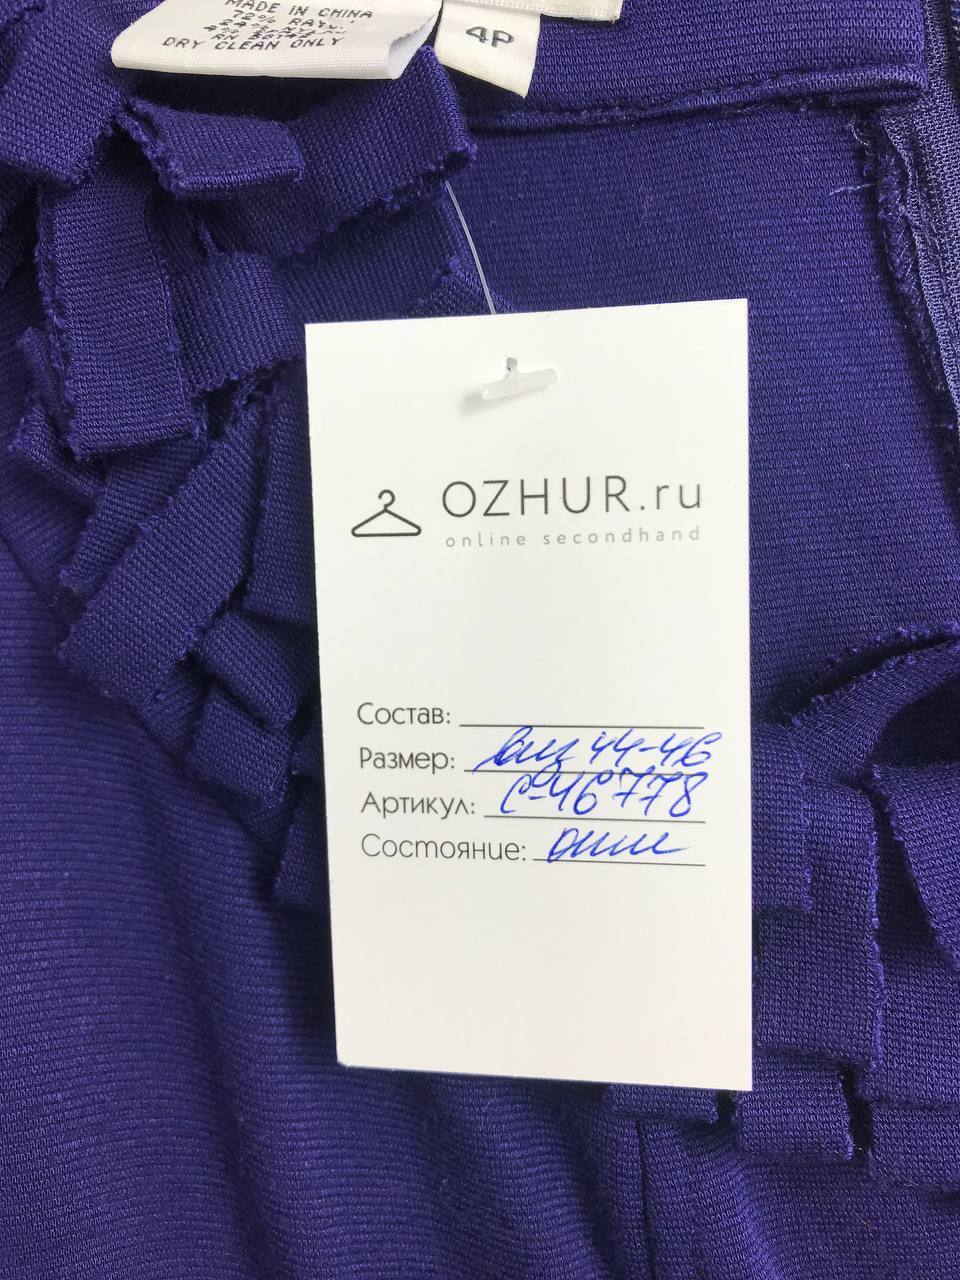 MADE IN CHINA
DRY CLEAN ONLY
4P
OZHUR.ru
online secondhand
Состав:
Размер: 44-46
Артикул: С-46778
Состояние: